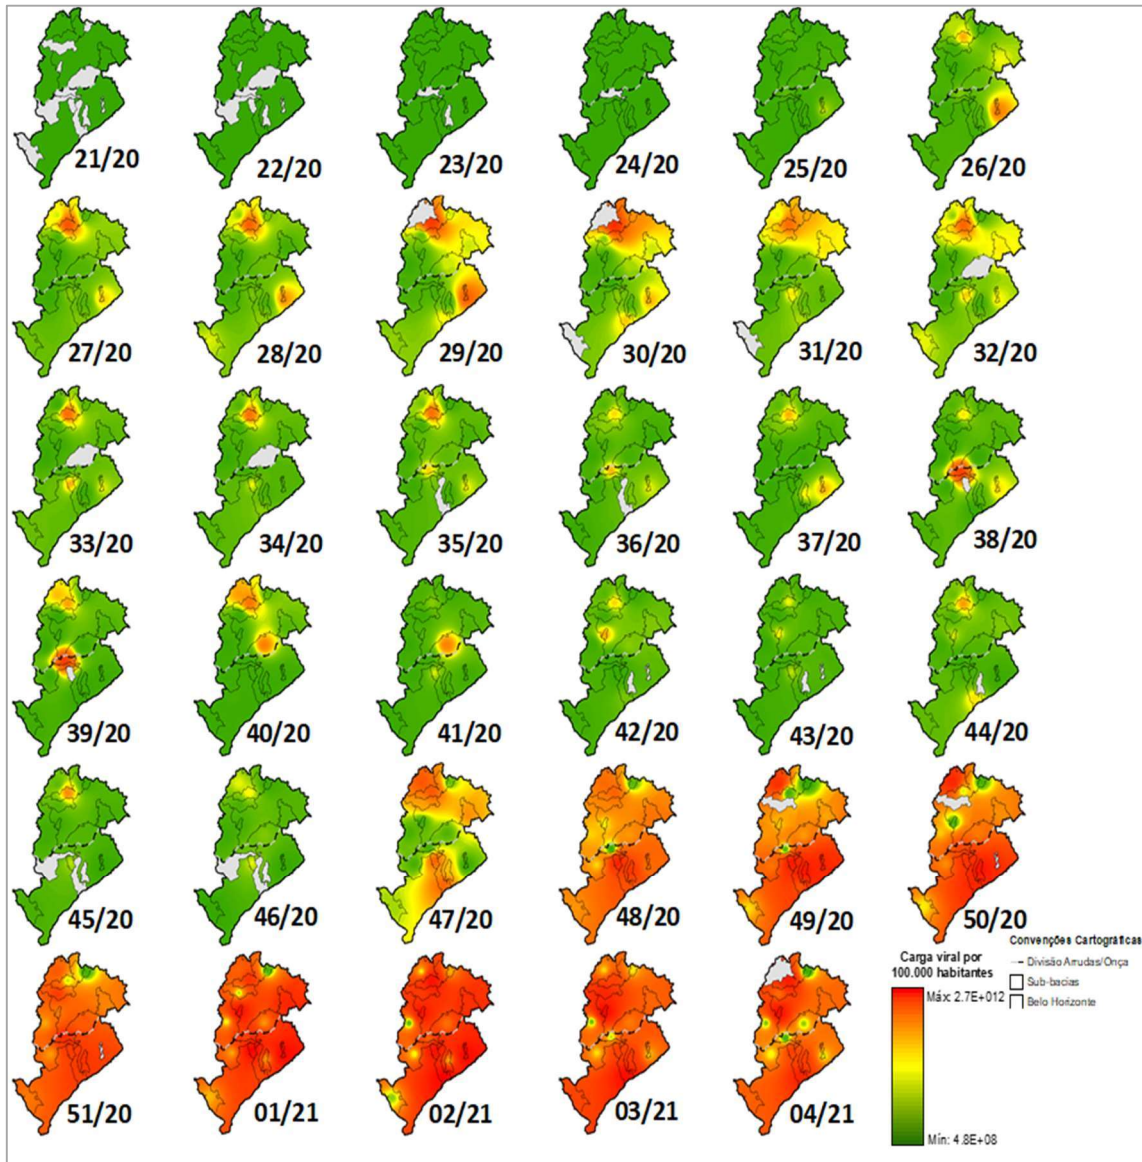 21/20 22/20 23/20 24/20 25/20 26/20
27/20 28/20 29/20 30/20 31/20 32/20
33/20 34/20 35/20 36/20 37/20 38/20
39/20 40/20 41/20 42/20 43/20 44/20
45/20 46/20 47/20 48/20 49/20 50/20
51/20 01/21 02/21 03/21 04/21
Carga viral por
100.000 habitantes
Máx: 2.7E+012
Mín: 4.8E+08
Convenções Cartográficas
Divisão Arrudas/Onça
Sub-bacias
Belo Horizonte